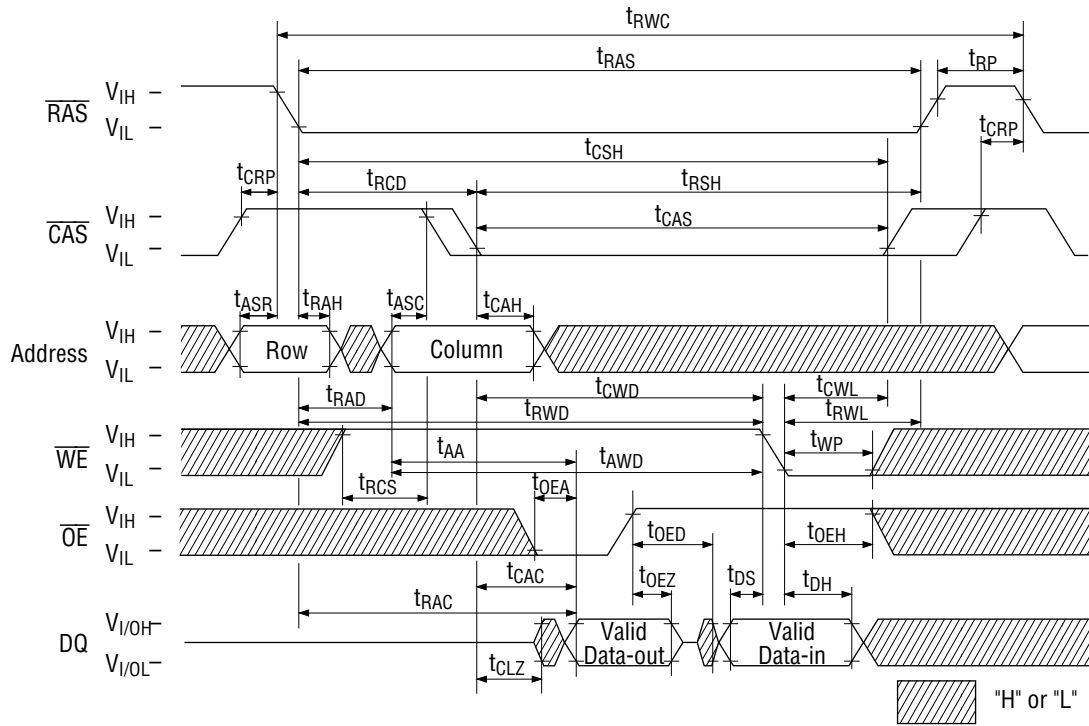 tRWC
tRAS
tRP
RAS
VIH
VIL
tCRP
tCSH
tCRP
tRCD
tRSH
CAS
VIH
VIL
tCAS
tASR
tRAH
tASC
tCAH
Address
VIH
VIL
Row
Column
tRAD
tCWD
tCWL
tRWD
tRWL
WE
VIH
VIL
tAA
tAWD
tWP
tRCS
tOEA
OE
VIH
VIL
tOED
tOEH
tCAC
tOEZ
tDS
tDH
tRAC
DQ
VI/OH
VI/OL
Valid
Data-out
Valid
Data-in
tCLZ
"H" or "L"